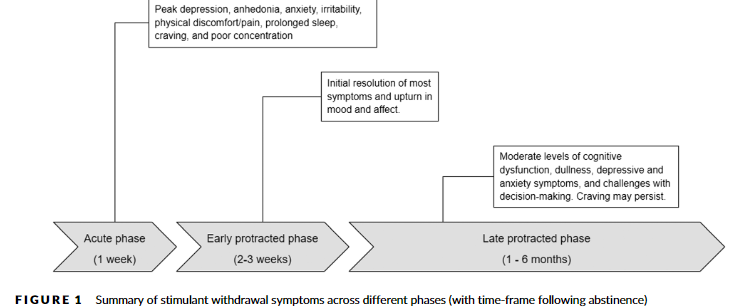 Peak depression, anhedonia, anxiety, irritability,
physical discomfort/pain, prolonged sleep,
craving, and poor concentration
Initial resolution of most
symptoms and upturn in
mood and affect.
Moderate levels of cognitive
dysfunction, dullness, depressive and
anxiety symptoms, and challenges with
decision-making. Craving may persist.
Acute phase
(1 week)
Early protracted phase
(2-3 weeks)
Late protracted phase
(1 - 6 months)
FIGURE 1 Summary of stimulant withdrawal symptoms across different phases (with time-frame following abstinence)